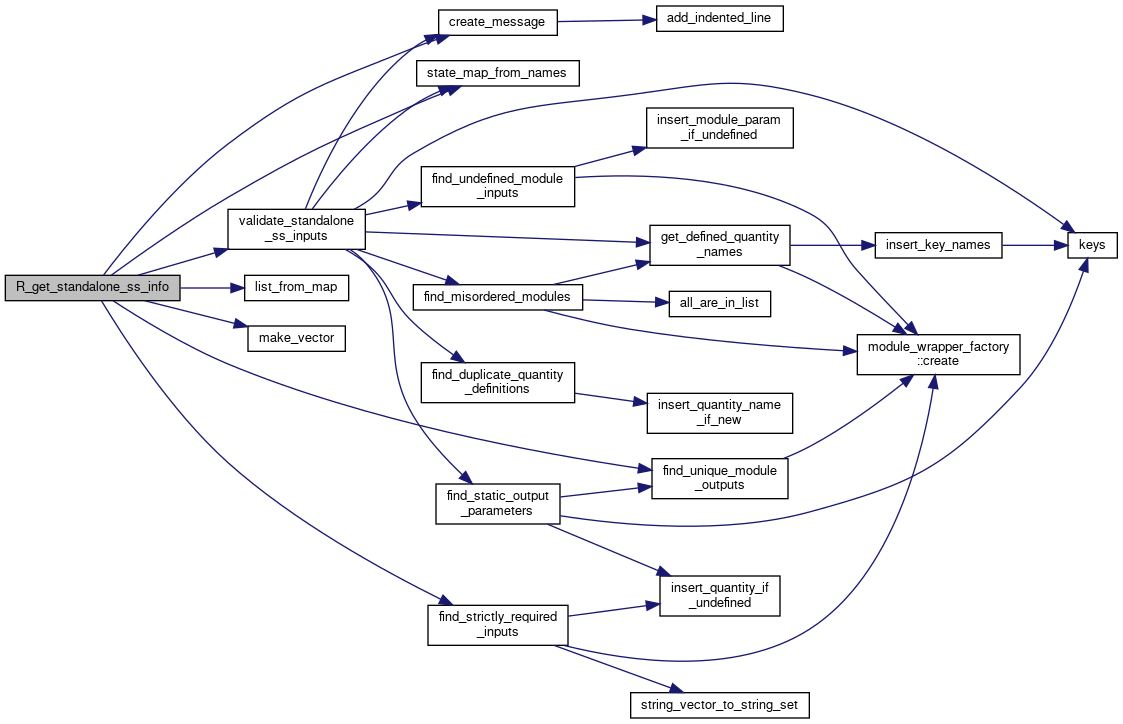 R_get_standalone_ss_info
create_message
add_indented_line
state_map_from_names
validate_standalone
_ss_inputs
list_from_map
make_vector
find_undefined_module
_inputs
insert_module_param
_if_undefined
find_misordered_modules
get_defined_quantity
_names
insert_key_names
keys
all_are_in_list
module_wrapper_factory
::create
find_duplicate_quantity
_definitions
insert_quantity_name
_if_new
find_static_output
_parameters
find_unique_module
_outputs
insert_quantity_if
_undefined
find_strictly_required
_inputs
string_vector_to_string_set